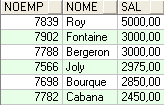 NOEMP NOME SAL
7839 Roy 5000,00
7902 Fontaine 3000,00
7788 Bergeron 3000,00
7566 Joly 2975,00
7698 Bourque 2850,00
7782 Cabana 2450,00